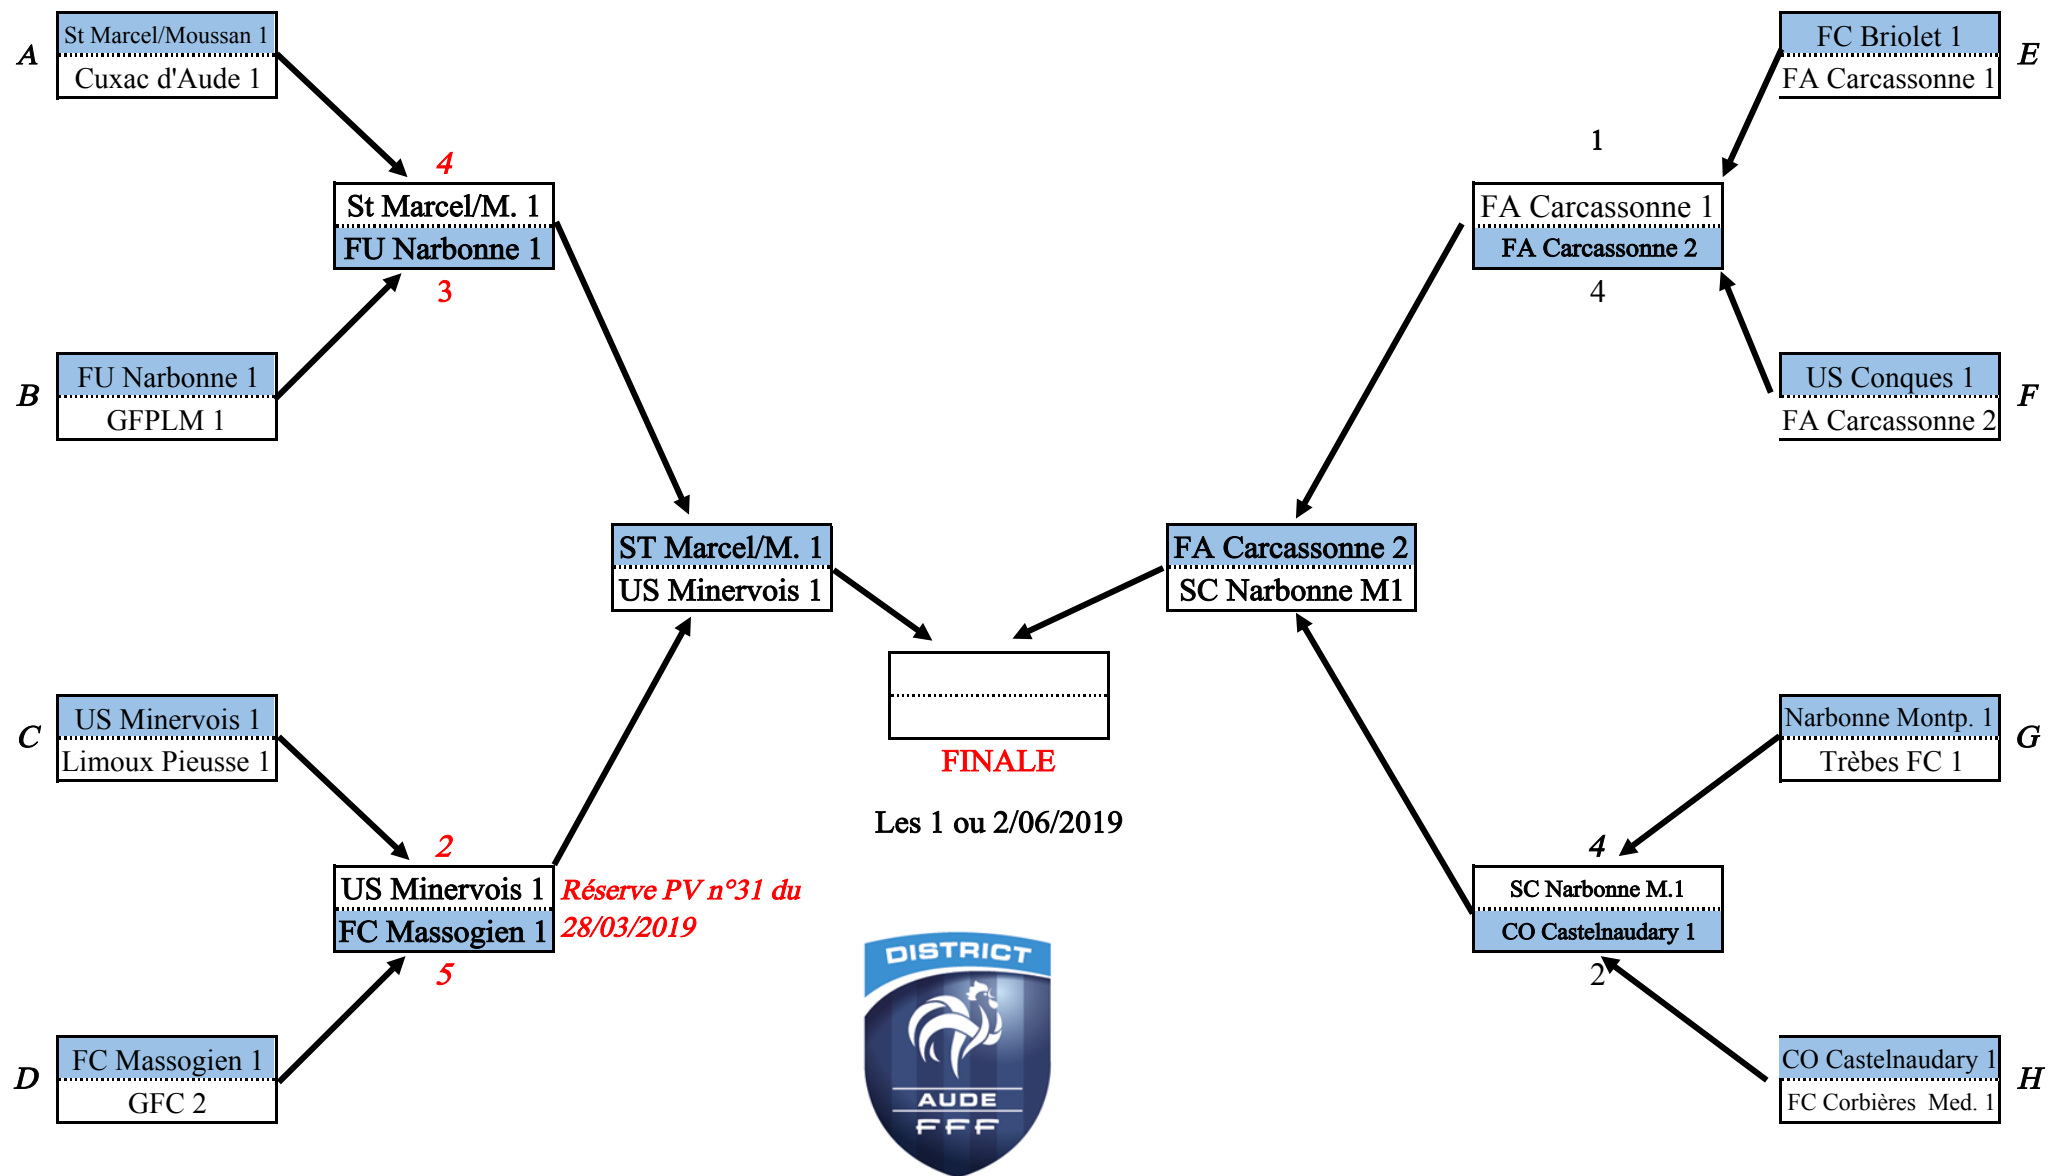 A
St Marcel/Moussan 1
Cuxac d'Aude 1
FC Briolet 1
FA Carcassonne 1
E
4
St Marcel/M. 1
FU Narbonne 1
3
1
FA Carcassonne 1
FA Carcassonne 2
4
B
FU Narbonne 1
GFPLM 1
US Conques 1
FA Carcassonne 2
F
ST Marcel/M. 1
US Minervois 1
FA Carcassonne 2
SC Narbonne M1
C
US Minervois 1
Limoux Pieusse 1
FINALE
Les 1 ou 2/06/2019
Narbonne Montp. 1
Trèbes FC 1
G
2
US Minervois 1
FC Massogien 1
5
Réserve PV n°31 du
28/03/2019
4
SC Narbonne M.1
CO Castelnaudary 1
2
D
FC Massogien 1
GFC 2
DISTRICT
AUDE
FFF
CO Castelnaudary 1
FC Corbières  Med. 1
H